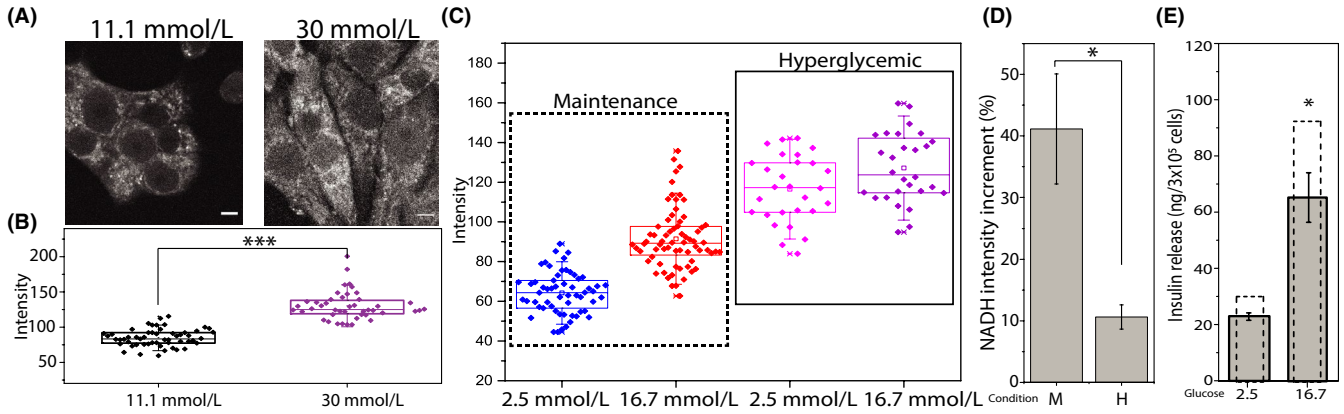 (A)
11.1 mmol/L
30 mmol/L
(B)
***
Intensity
200
150
100
50
11.1 mmol/L
30 mmol/L
(C)
Intensity
180
160
140
120
100
80
60
40
20
Maintenance
Hyperglycemic
2.5 mmol/L
16.7 mmol/L
2.5 mmol/L
16.7 mmol/L
(D)
NADH intensity increment (%)
50
40
30
20
10
0
*
Condition
M
H
(E)
Insulin release (ng/3x10⁵ cells)
120
100
80
60
40
20
0
*
Glucose
2.5
16.7